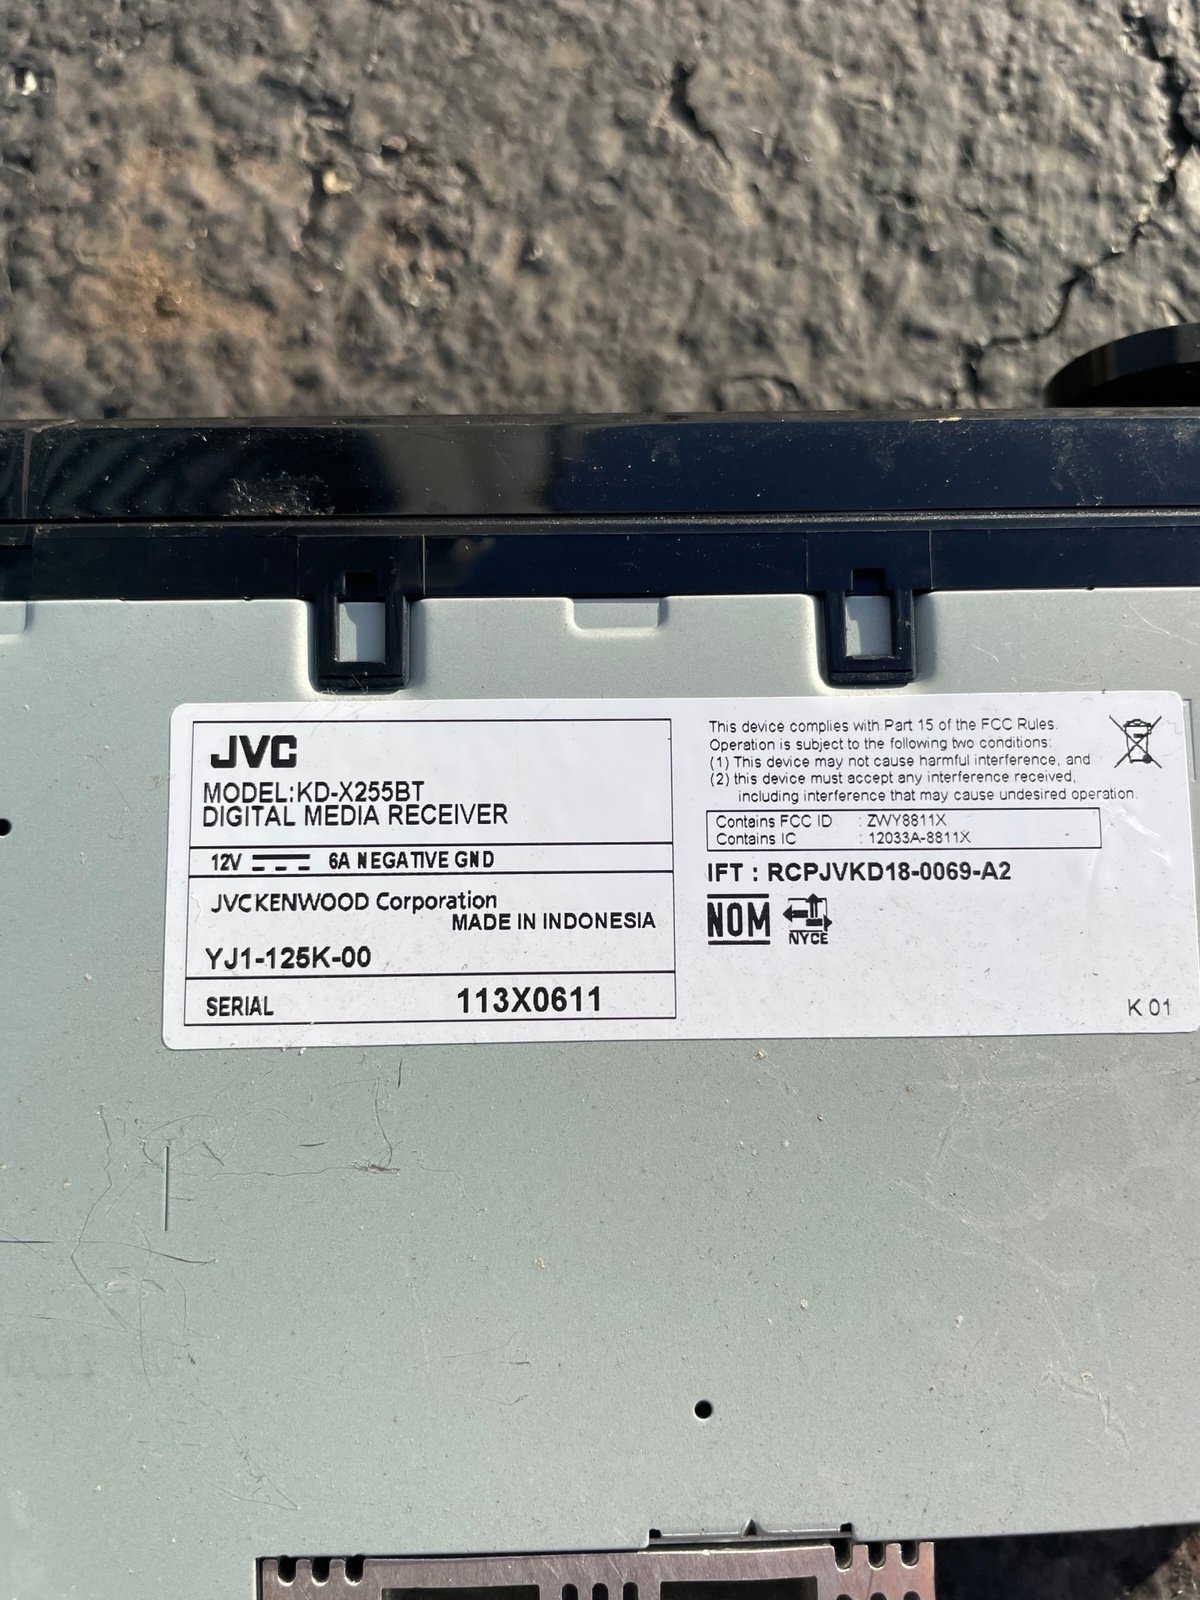 JVC
MODEL:KD-X255BT
DIGITAL MEDIA RECEIVER
12V 6A NEGATIVE GND
JVCKENWOOD Corporation
MADE IN INDONESIA
YJ1-125K-00
SERIAL 113X0611
This device complies with Part 15 of the FCC Rules.
Operation is subject to the following two conditions:
(1) This device may not cause harmful interference, and
(2) this device must accept any interference received,
including interference that may cause undesired operation.
Contains FCC ID : ZWY8811X
Contains IC : 12033A-8811X
IFT : RCPJVKD18-0069-A2
NOM
NYCE
K 01